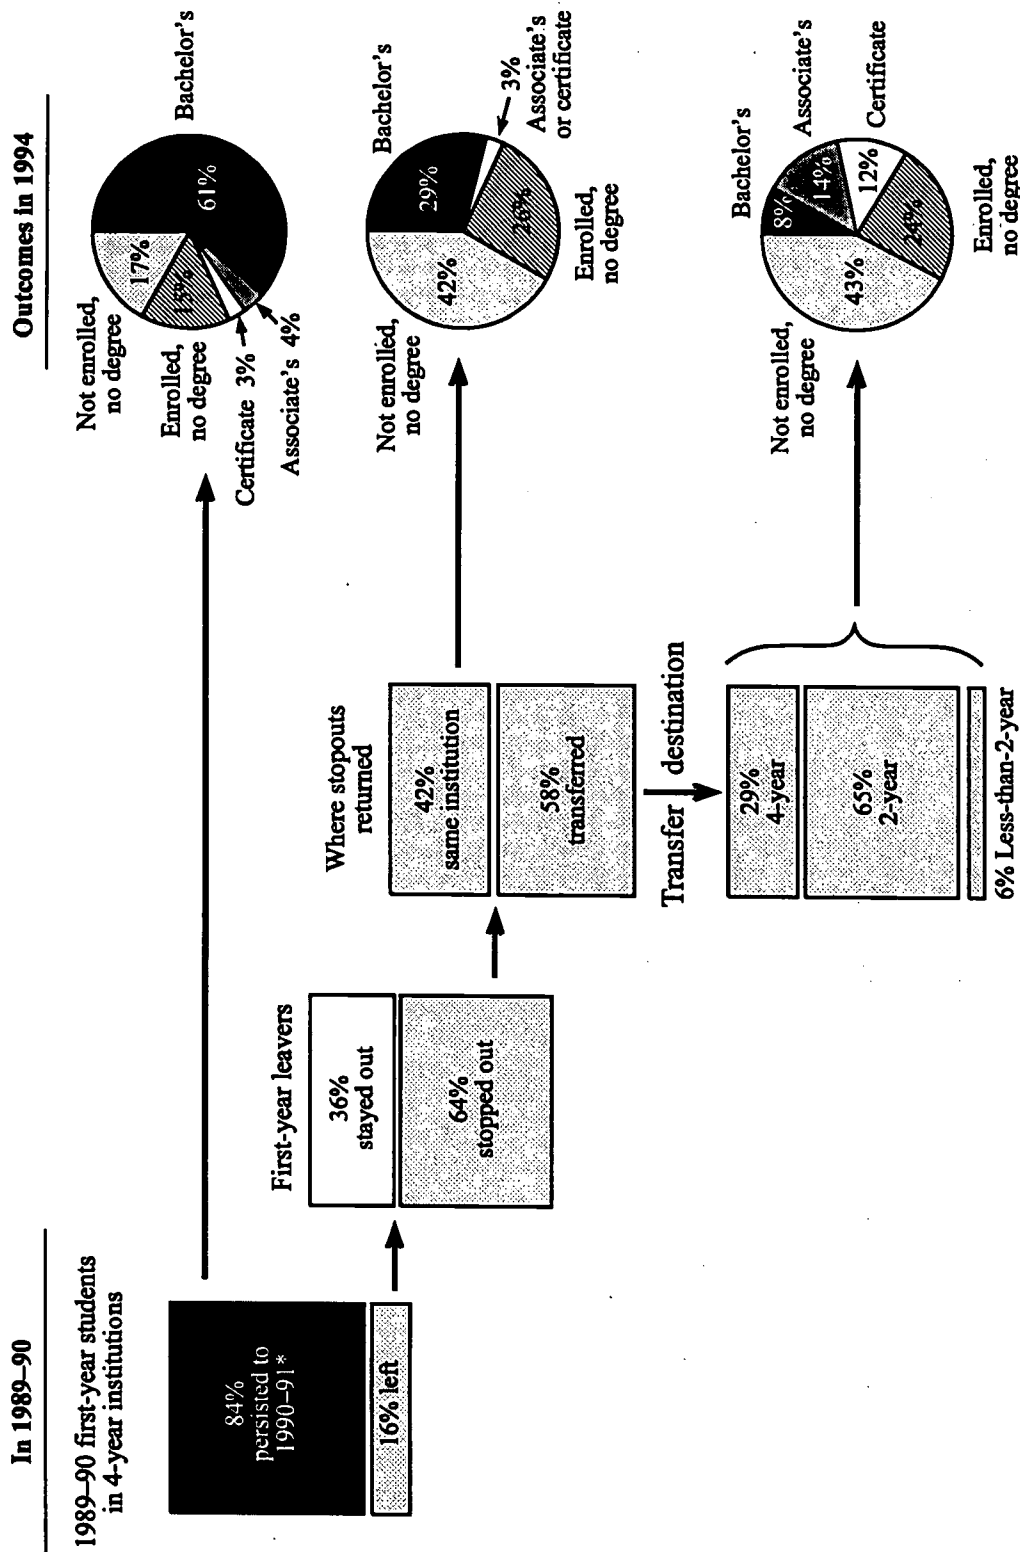 In 1989–90
Outcomes in 1994
1989–90 first-year students
in 4-year institutions
84%
persisted to
1990–91*
16% left
First-year leavers
36%
stayed out
64%
stopped out
Where stopouts
returned
42%
same institution
58%
transferred
Transfer destination
29%
4-year
65%
2-year
6% Less-than-2-year
Not enrolled,
no degree
17%
Enrolled,
no degree
15%
Certificate 3%
Associate's 4%
61%
Bachelor's
Not enrolled,
no degree
42%
Bachelor's
29%
3%
Associate's
or certificate
26%
Enrolled,
no degree
Not enrolled,
no degree
43%
Bachelor's
8%
Associate's
14%
Certificate
12%
24%
Enrolled,
no degree